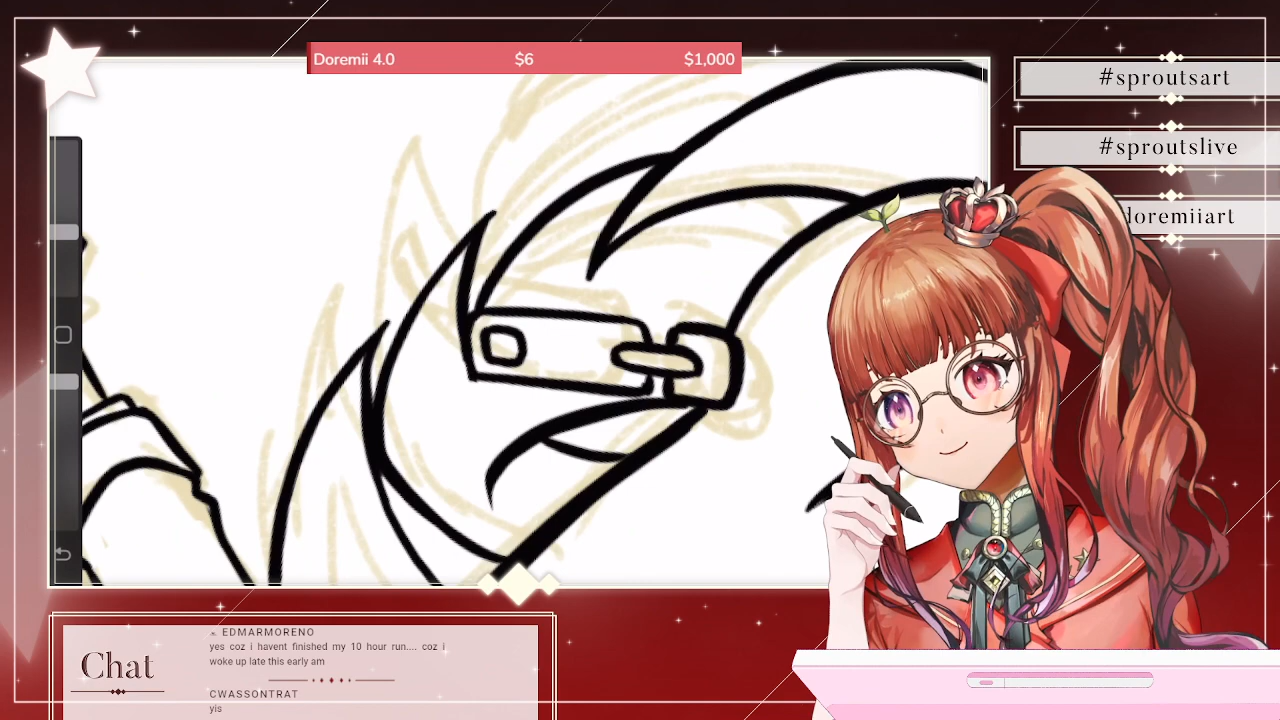 Doremii 4.0 $6 $1,000
#sproutsart
#sproutslive
doremiiart
Chat
EDMARMORENO
yes coz i havent finished my 10 hour run.... coz i
woke up late this early am
CWASSONTRAT
yis